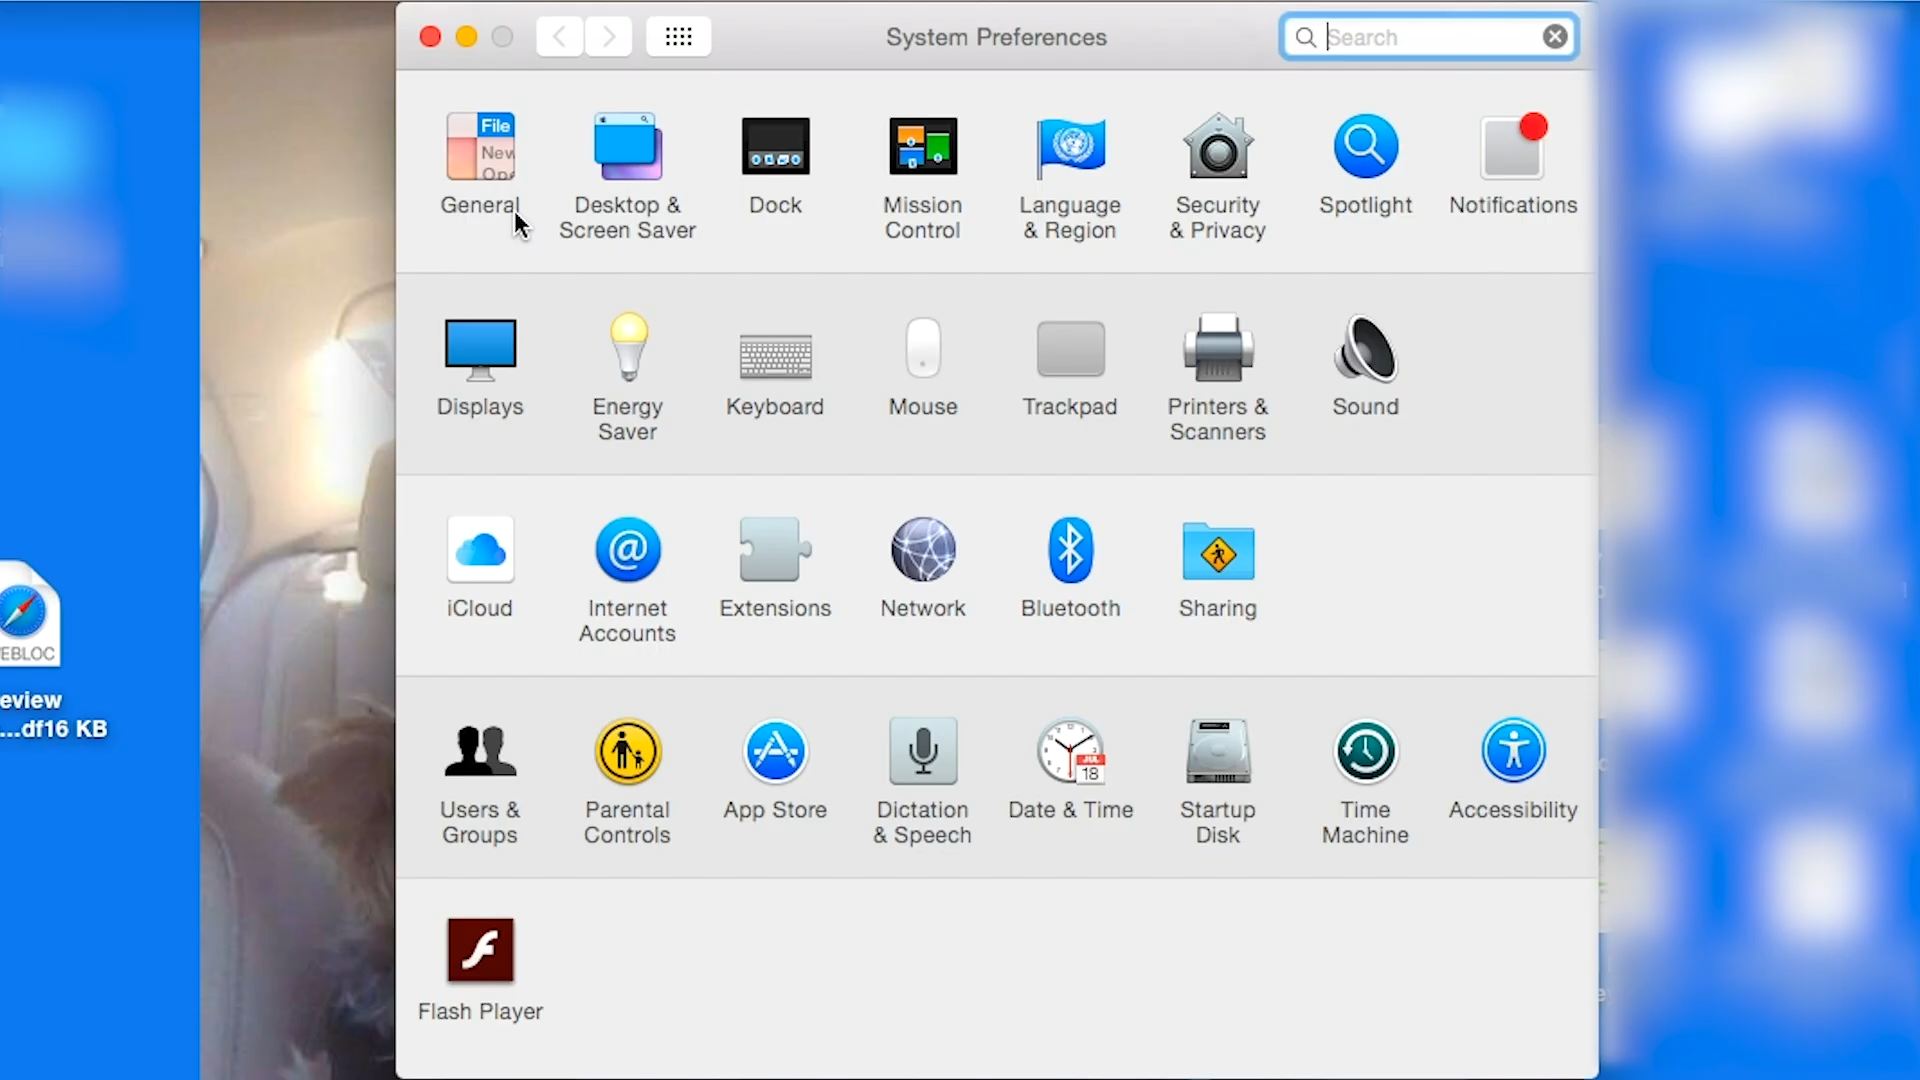 System Preferences
Search
File
New
General
Desktop &
Screen Saver
Dock
Mission
Control
Language
& Region
Security
& Privacy
Spotlight
Notifications
Displays
Energy
Saver
Keyboard
Mouse
Trackpad
Printers &
Scanners
Sound
iCloud
@
Internet
Accounts
Extensions
Network
Bluetooth
Sharing
EBLOC
eview
...df16 KB
Users &
Groups
Parental
Controls
App Store
Dictation
& Speech
JUL
18
Date & Time
Startup
Disk
Time
Machine
Accessibility
Flash Player